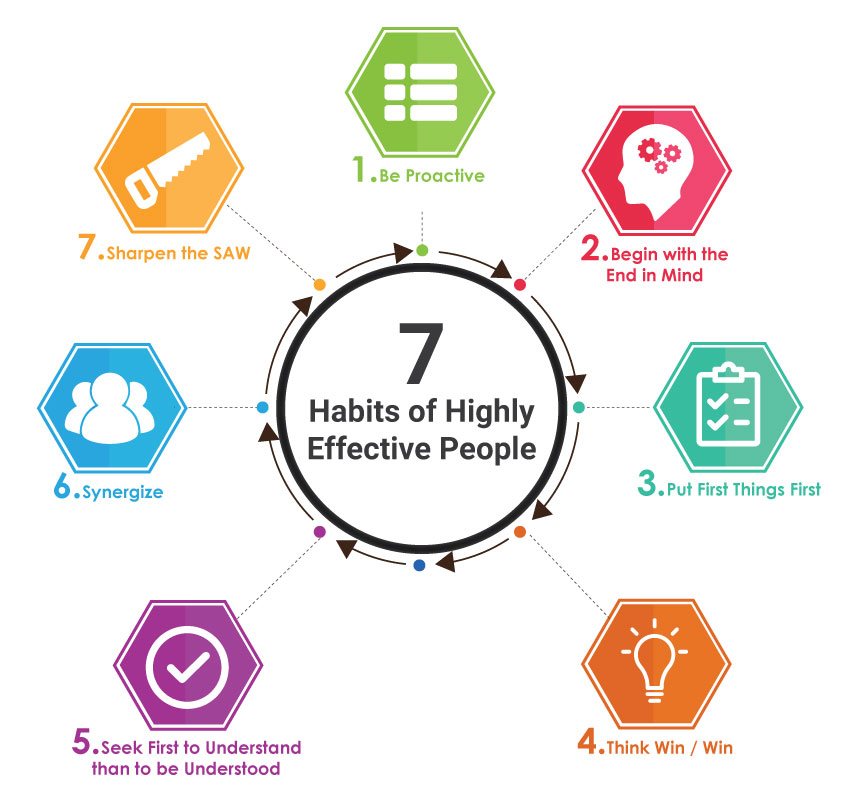 1.Be Proactive
2.Begin with the
End in Mind
3.Put First Things First
4.Think Win / Win
5.Seek First to Understand
than to be Understood
6.Synergize
7.Sharpen the SAW
7
Habits of Highly
Effective People